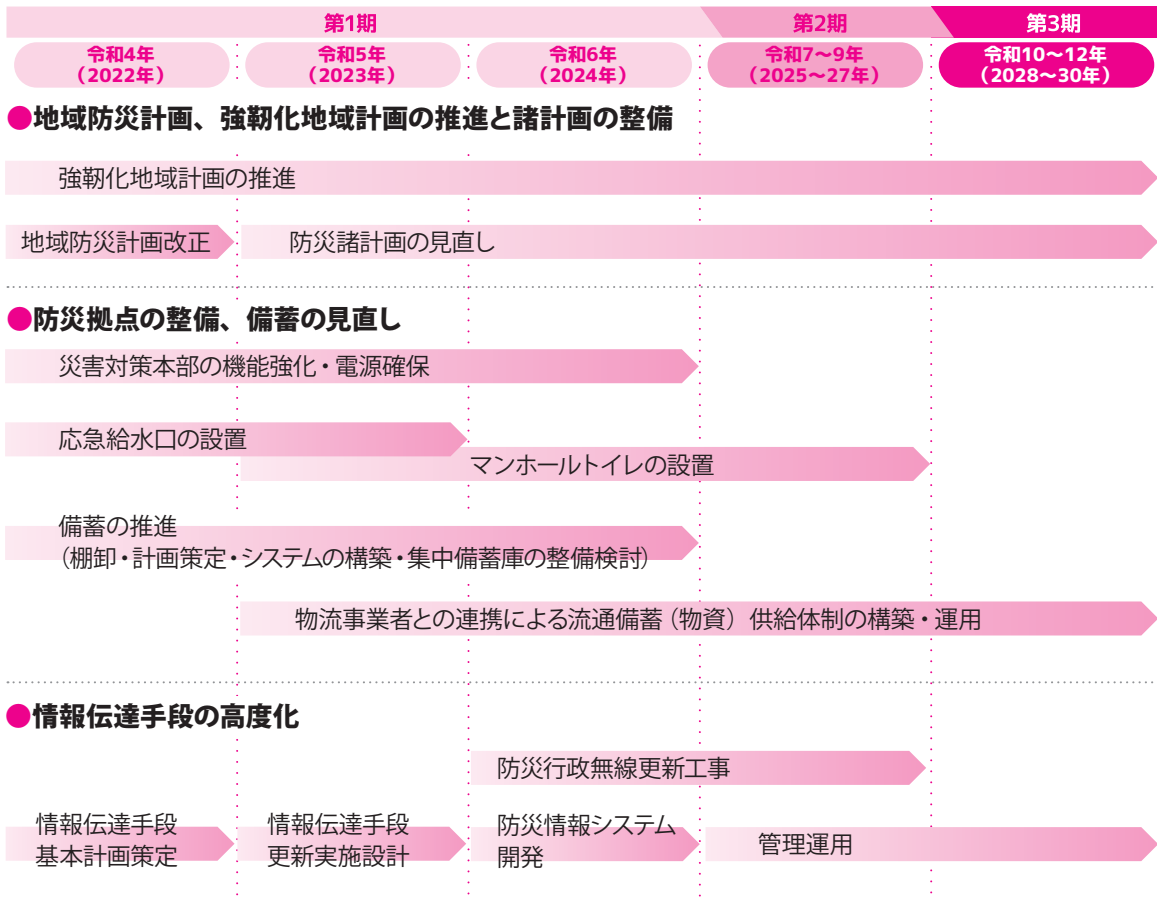 第1期
第2期
第3期
令和4年
（2022年）
令和5年
（2023年）
令和6年
（2024年）
令和7～9年
（2025～27年）
令和10～12年
（2028～30年）
●地域防災計画、強靭化地域計画の推進と諸計画の整備
強靭化地域計画の推進
地域防災計画改正
防災諸計画の見直し
●防災拠点の整備、備蓄の見直し
災害対策本部の機能強化・電源確保
応急給水口の設置
マンホールトイレの設置
備蓄の推進
（棚卸・計画策定・システムの構築・集中備蓄庫の整備検討）
物流事業者との連携による流通備蓄（物資）供給体制の構築・運用
●情報伝達手段の高度化
防災行政無線更新工事
情報伝達手段
基本計画策定
情報伝達手段
更新実施設計
防災情報システム
開発
管理運用